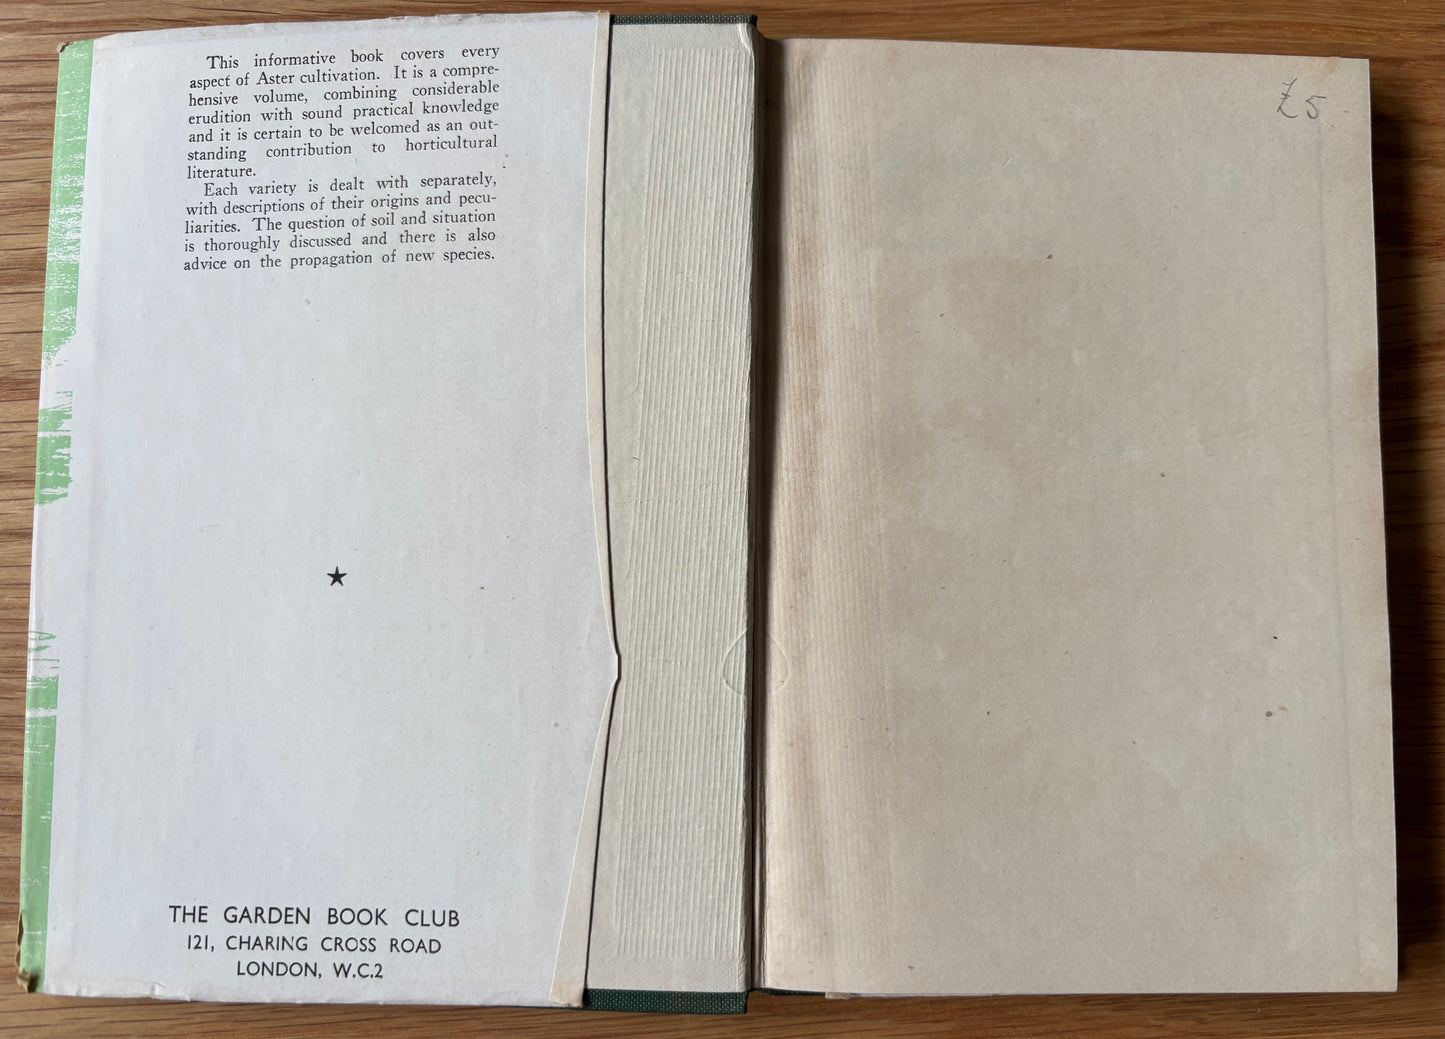 This informative book covers every
aspect of Aster cultivation. It is a compre-
hensive volume, combining considerable
erudition with sound practical knowledge
and it is certain to be welcomed as an out-
standing contribution to horticultural
literature.
Each variety is dealt with separately,
with descriptions of their origins and pecu-
liarities. The question of soil and situation
is thoroughly discussed and there is also
advice on the propagation of new species.
THE GARDEN BOOK CLUB
121, CHARING CROSS ROAD
LONDON, W.C.2
£5